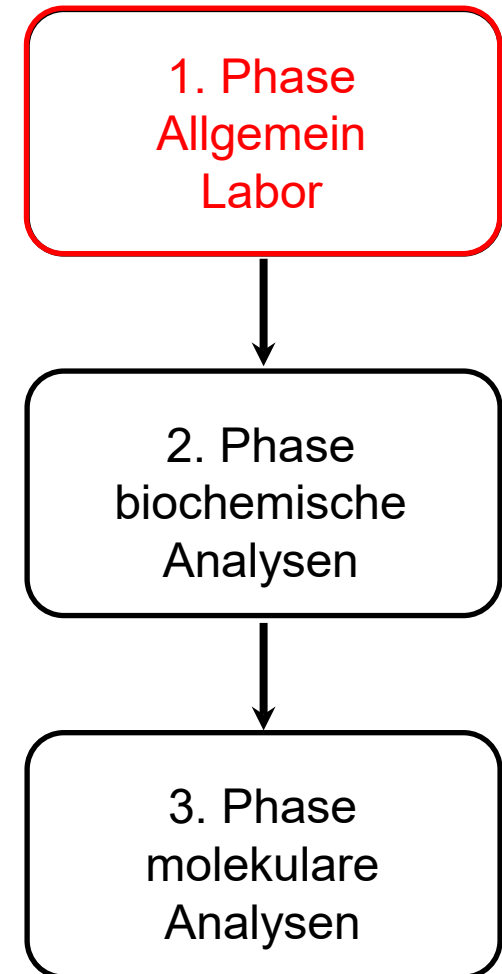 1. Phase
Allgemein
Labor
2. Phase
biochemische
Analysen
3. Phase
molekulare
Analysen